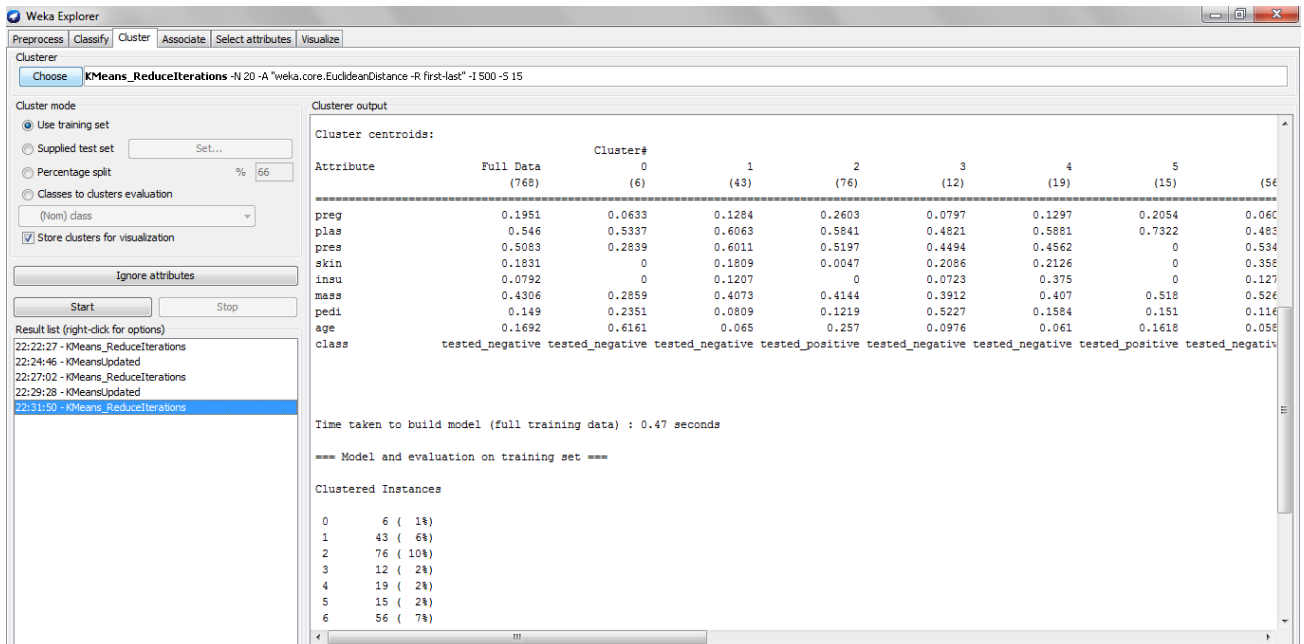 Weka Explorer
Preprocess Classify Cluster Associate Select attributes Visualize
Clusterer
Choose KMeans_ReduceIterations -N 20 -A "weka.core.EuclideanDistance -R first-last" -I 500 -S 15
Cluster mode
Use training set
Supplied test set Set...
Percentage split % 66
Classes to clusters evaluation
(Nom) class
Store clusters for visualization
Ignore attributes
Start Stop
Result list (right-click for options)
22:22:27 - KMeans_ReduceIterations
22:24:46 - KMeansUpdated
22:27:02 - KMeans_ReduceIterations
22:29:28 - KMeansUpdated
22:31:50 - KMeans_ReduceIterations
Clusterer output
Cluster centroids:
Cluster#
Attribute Full Data 0 1 2 3 4 5
(768) (6) (43) (76) (12) (19) (15) (56
preg 0.1951 0.0633 0.1284 0.2603 0.0797 0.1297 0.2054 0.060
plas 0.546 0.5337 0.6063 0.5841 0.4821 0.5881 0.7322 0.483
pres 0.5083 0.2839 0.6011 0.5197 0.4494 0.4562 0 0.534
skin 0.1831 0 0.1809 0.0047 0.2086 0.2126 0 0.358
insu 0.0792 0 0.1207 0 0.0723 0.375 0 0.127
mass 0.4306 0.2859 0.4073 0.4144 0.3912 0.407 0.518 0.526
pedi 0.149 0.2351 0.0809 0.1219 0.5227 0.1584 0.151 0.116
age 0.1692 0.6161 0.065 0.257 0.0976 0.061 0.1618 0.058
class tested_negative tested_negative tested_negative tested_positive tested_negative tested_negative tested_positive tested_negativ
Time taken to build model (full training data) : 0.47 seconds
=== Model and evaluation on training set ===
Clustered Instances
0 6 ( 1%)
1 43 ( 6%)
2 76 ( 10%)
3 12 ( 2%)
4 19 ( 2%)
5 15 ( 2%)
6 56 ( 7%)